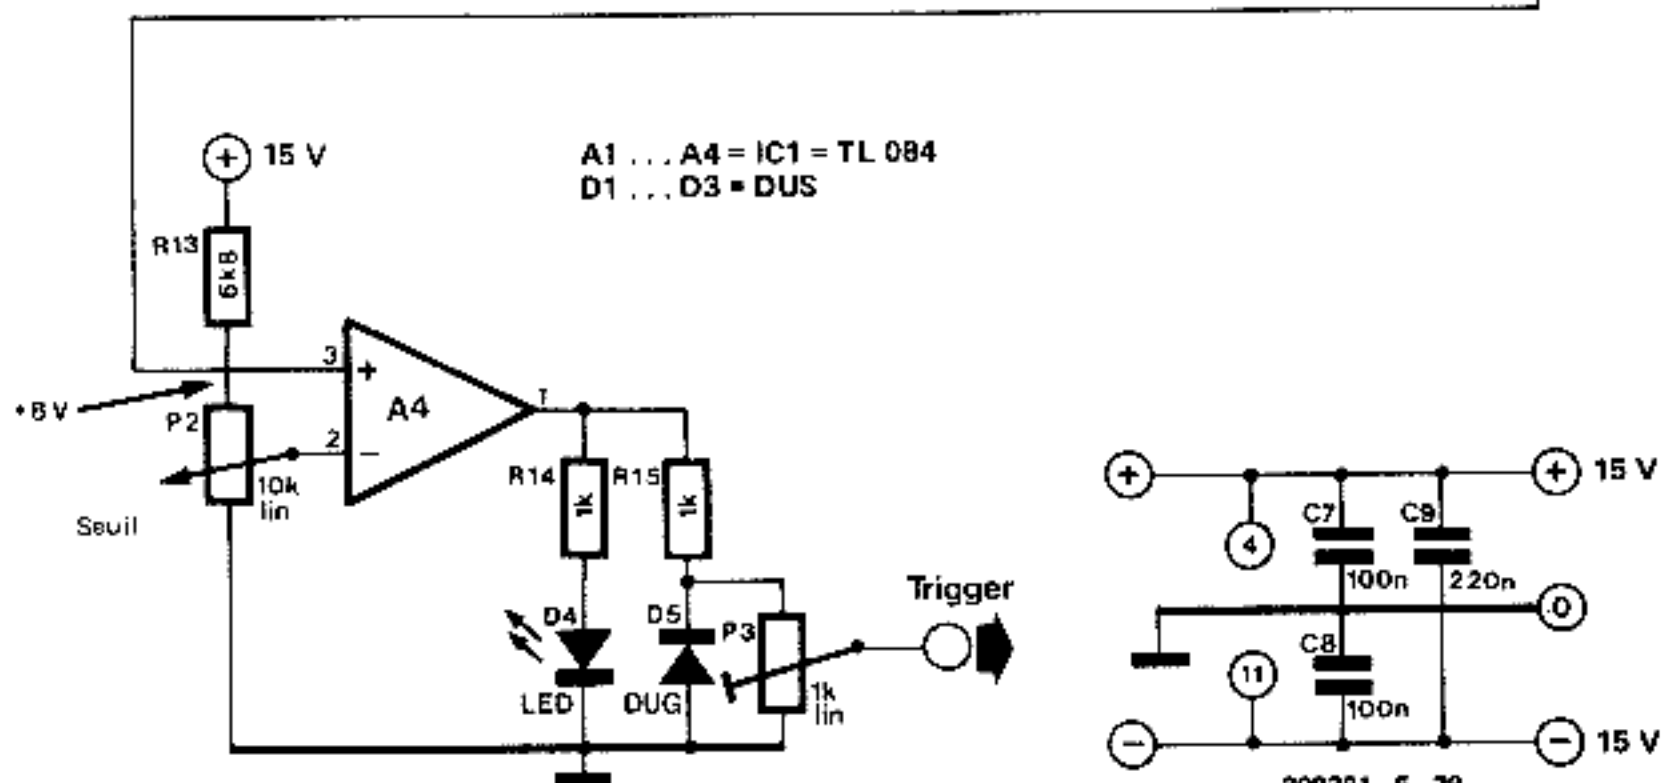 15 V
A1 ... A4 = IC1 = TL 084
D1 ... D3 = DUS
R13
6k8
3
+
A4
1
P2
2
−
10k
lin
Seuil
R14
1k
R15
1k
D4
LED
D5
DUG
P3
1k
lin
Trigger
+
+ 15 V
4
C7
100n
C9
220n
0
C8
100n
11
−
− 15 V